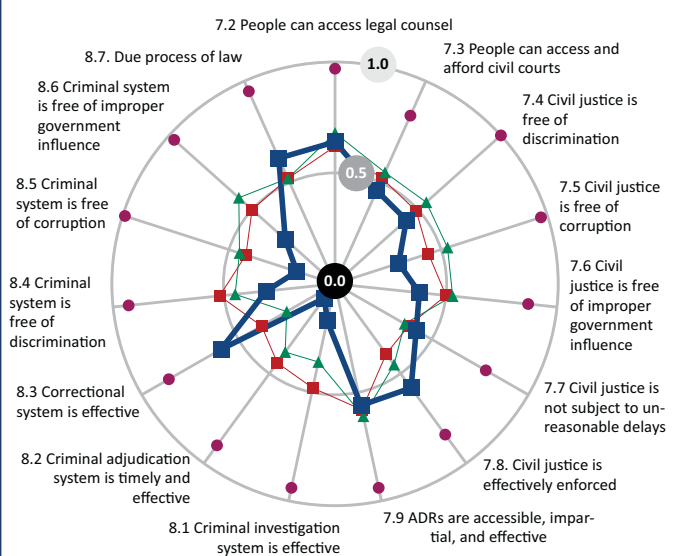 7.2 People can access legal counsel
1.0
7.3 People can access and
afford civil courts
7.4 Civil justice is
free of
discrimination
7.5 Civil justice
is free of
corruption
7.6 Civil
justice is free
of improper
government
influence
7.7 Civil justice is
not subject to un-
reasonable delays
7.8. Civil justice is
effectively enforced
7.9 ADRs are accessible, impar-
tial, and effective
8.1 Criminal investigation
system is effective
8.2 Criminal adjudication
system is timely and
effective
8.3 Correctional
system is effective
8.4 Criminal
system is
free of
discrimination
8.5 Criminal
system is free
of corruption
8.6 Criminal system
is free of improper
government
influence
8.7. Due process of law
0.5
0.0